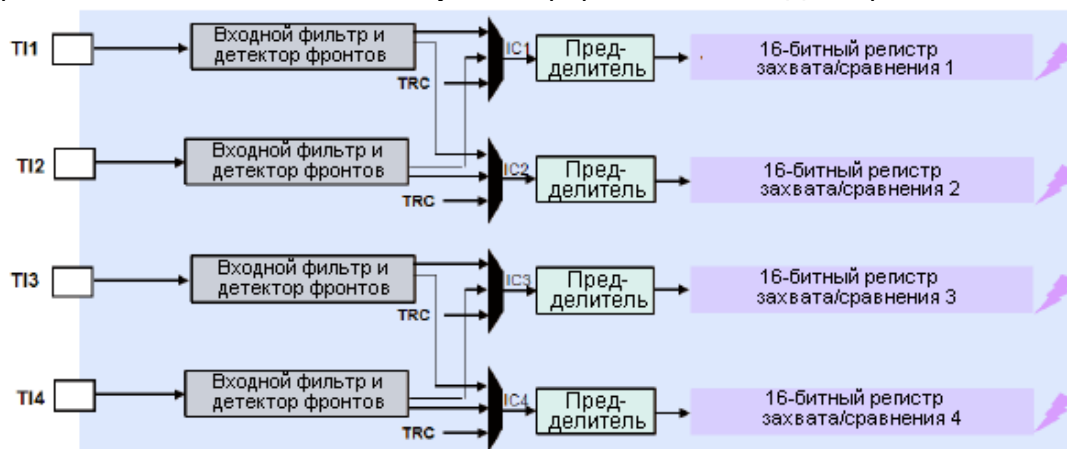 TI1
Входной фильтр и
детектор фронтов
TRC
IC1
Пред-
делитель
16-битный регистр
захвата/сравнения 1
TI2
Входной фильтр и
детектор фронтов
TRC
IC2
Пред-
делитель
16-битный регистр
захвата/сравнения 2
TI3
Входной фильтр и
детектор фронтов
TRC
IC3
Пред-
делитель
16-битный регистр
захвата/сравнения 3
TI4
Входной фильтр и
детектор фронтов
TRC
IC4
Пред-
делитель
16-битный регистр
захвата/сравнения 4